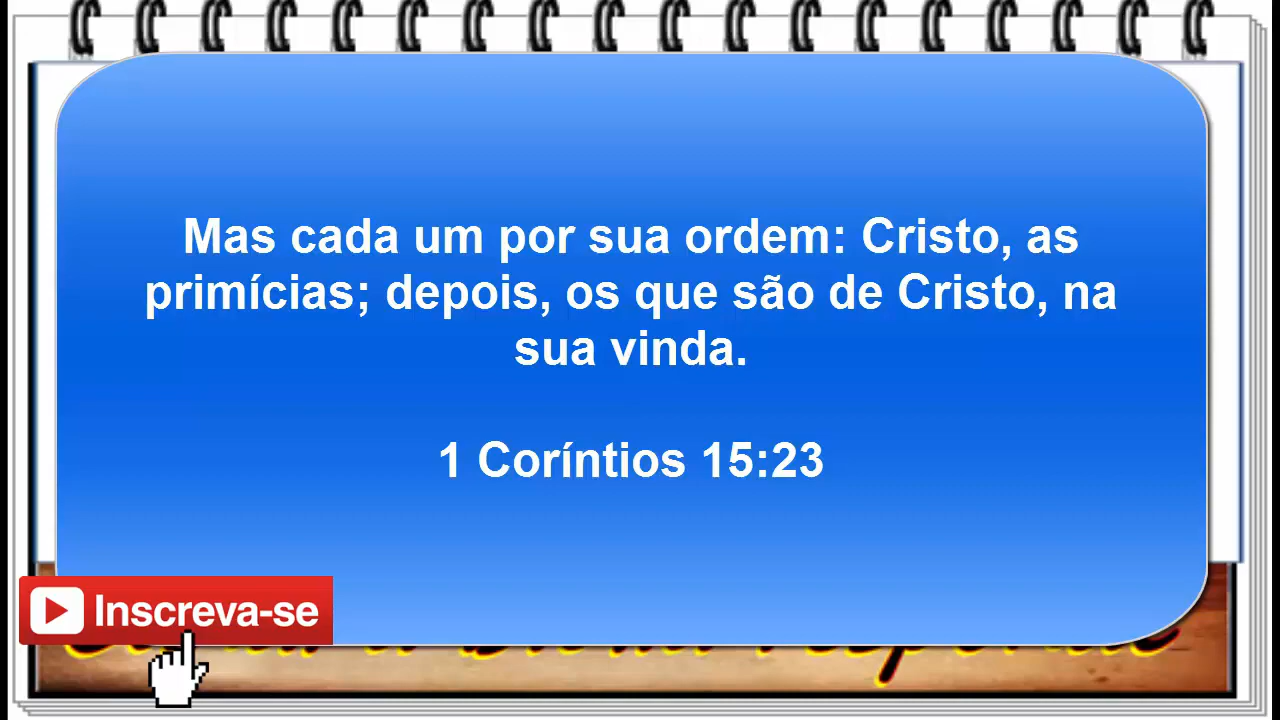 Mas cada um por sua ordem: Cristo, as
primícias; depois, os que são de Cristo, na
sua vinda.
1 Coríntios 15:23
Inscreva-se